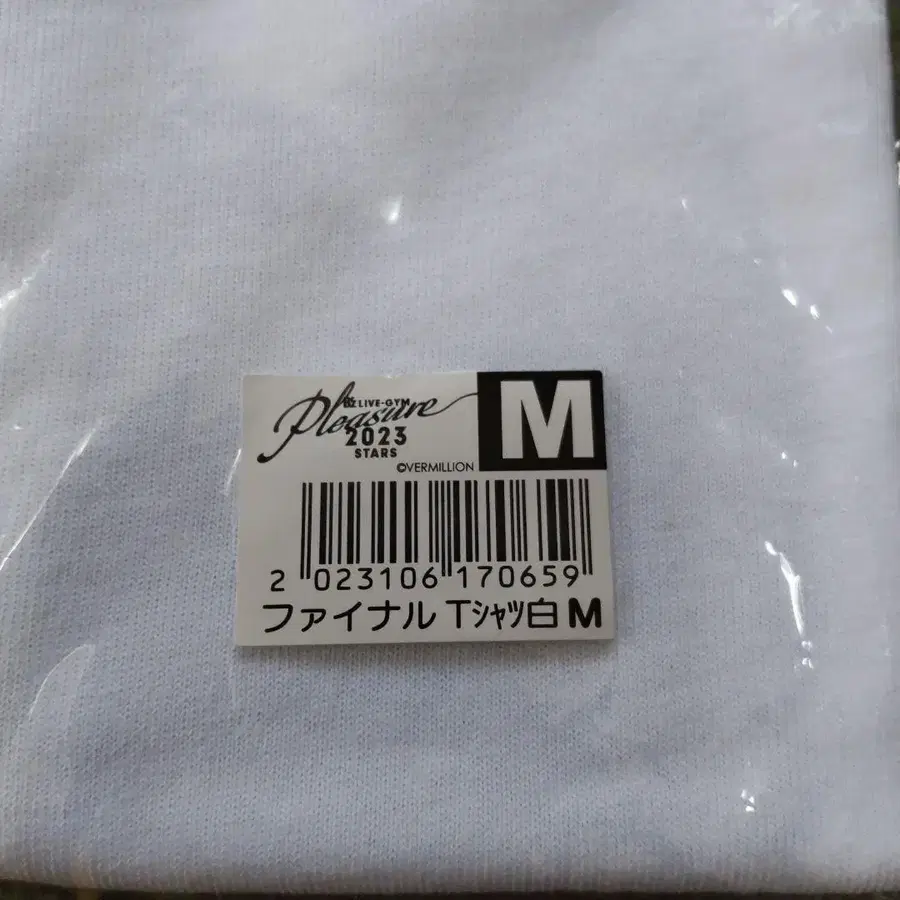 B'z LIVE-GYM
Pleasure
2023
STARS
©VERMILLION
M
2 023106 170659
ファイナル Tシャツ白 M